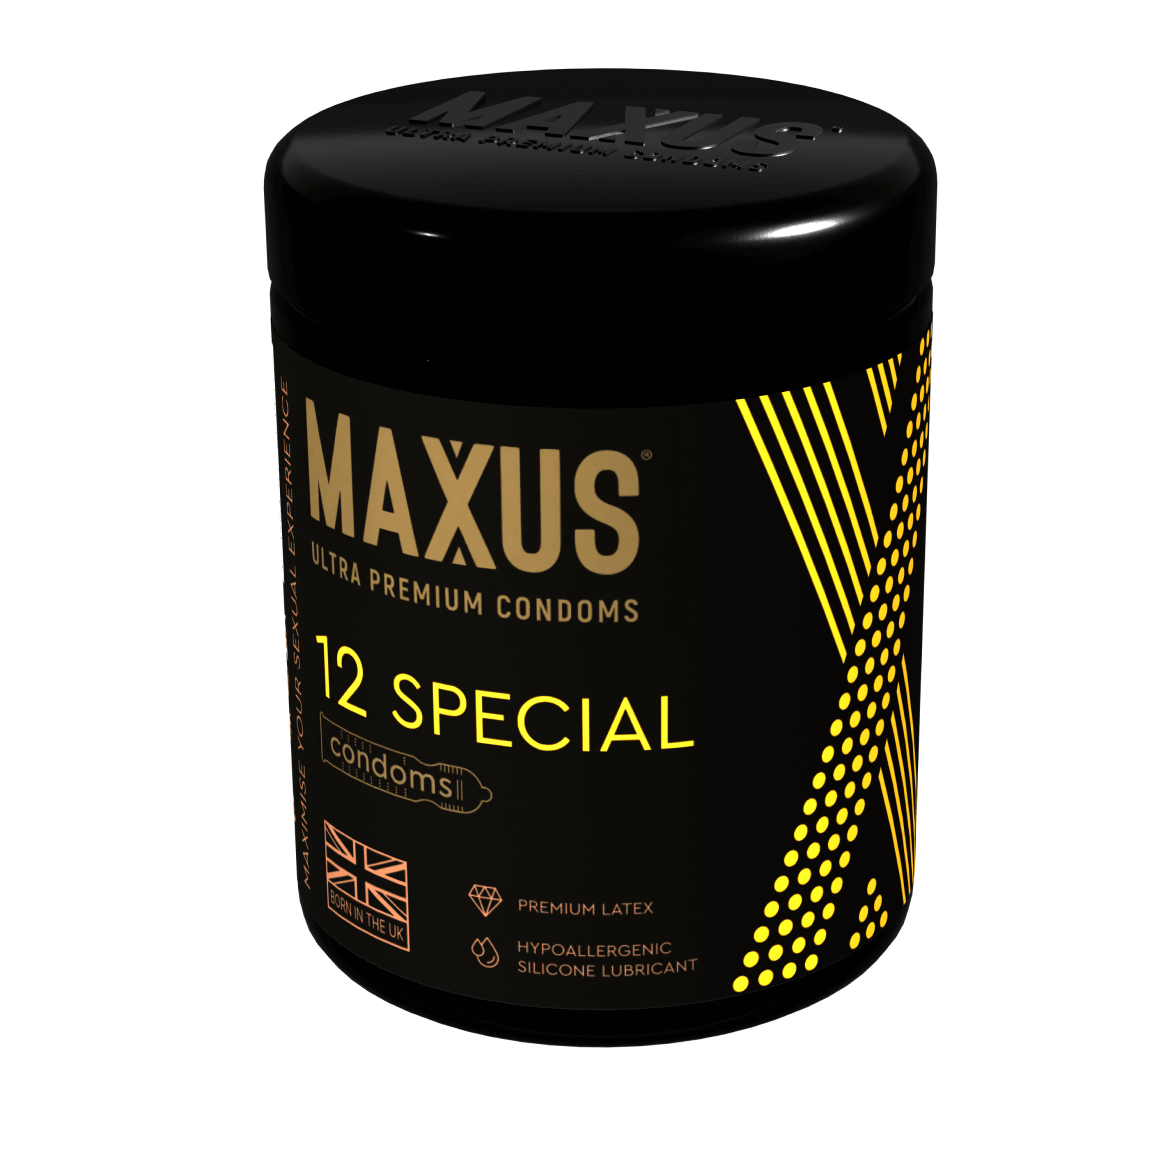 MAXUS
ULTRA PREMIUM CONDOMS
MAXUS®
ULTRA PREMIUM CONDOMS
12 SPECIAL
condoms
BORN IN THE UK
PREMIUM LATEX
HYPOALLERGENIC
SILICONE LUBRICANT
MAXIMISE YOUR SEXUAL EXPERIENCE